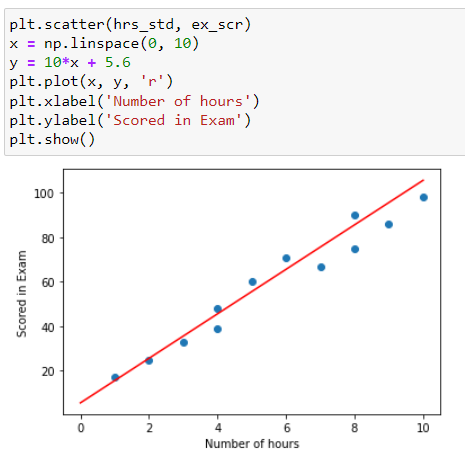 plt.scatter(hrs_std, ex_scr)
x = np.linspace(0, 10)
y = 10*x + 5.6
plt.plot(x, y, 'r')
plt.xlabel('Number of hours')
plt.ylabel('Scored in Exam')
plt.show()
100
80
60
40
20
Scored in Exam
0 2 4 6 8 10
Number of hours